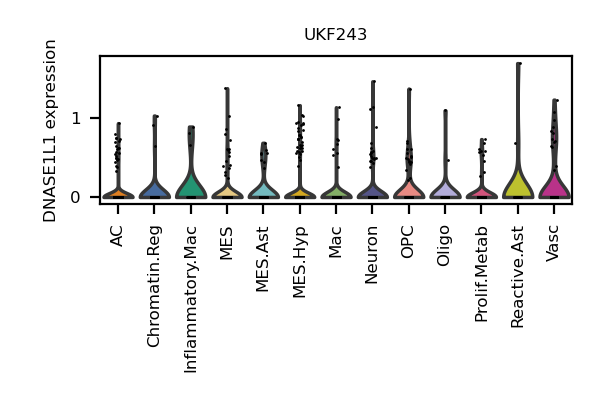 UKF243
DNASE1L1 expression
1
0
AC
Chromatin.Reg
Inflammatory.Mac
MES
MES.Ast
MES.Hyp
Mac
Neuron
OPC
Oligo
Prolif.Metab
Reactive.Ast
Vasc